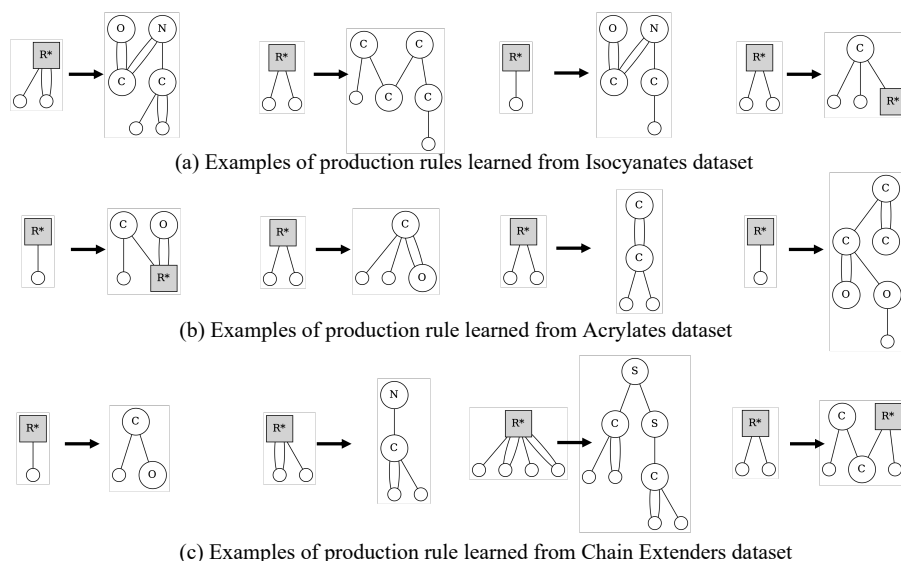 O N
R* C C
R* C C C C
R* O N C C
R* C R*
(a) Examples of production rules learned from Isocyanates dataset
R* C O R*
R* C O
R* C C
R* C C C O O
(b) Examples of production rule learned from Acrylates dataset
R* C O
R* N C
R* S C S C
R* C R* C
(c) Examples of production rule learned from Chain Extenders dataset